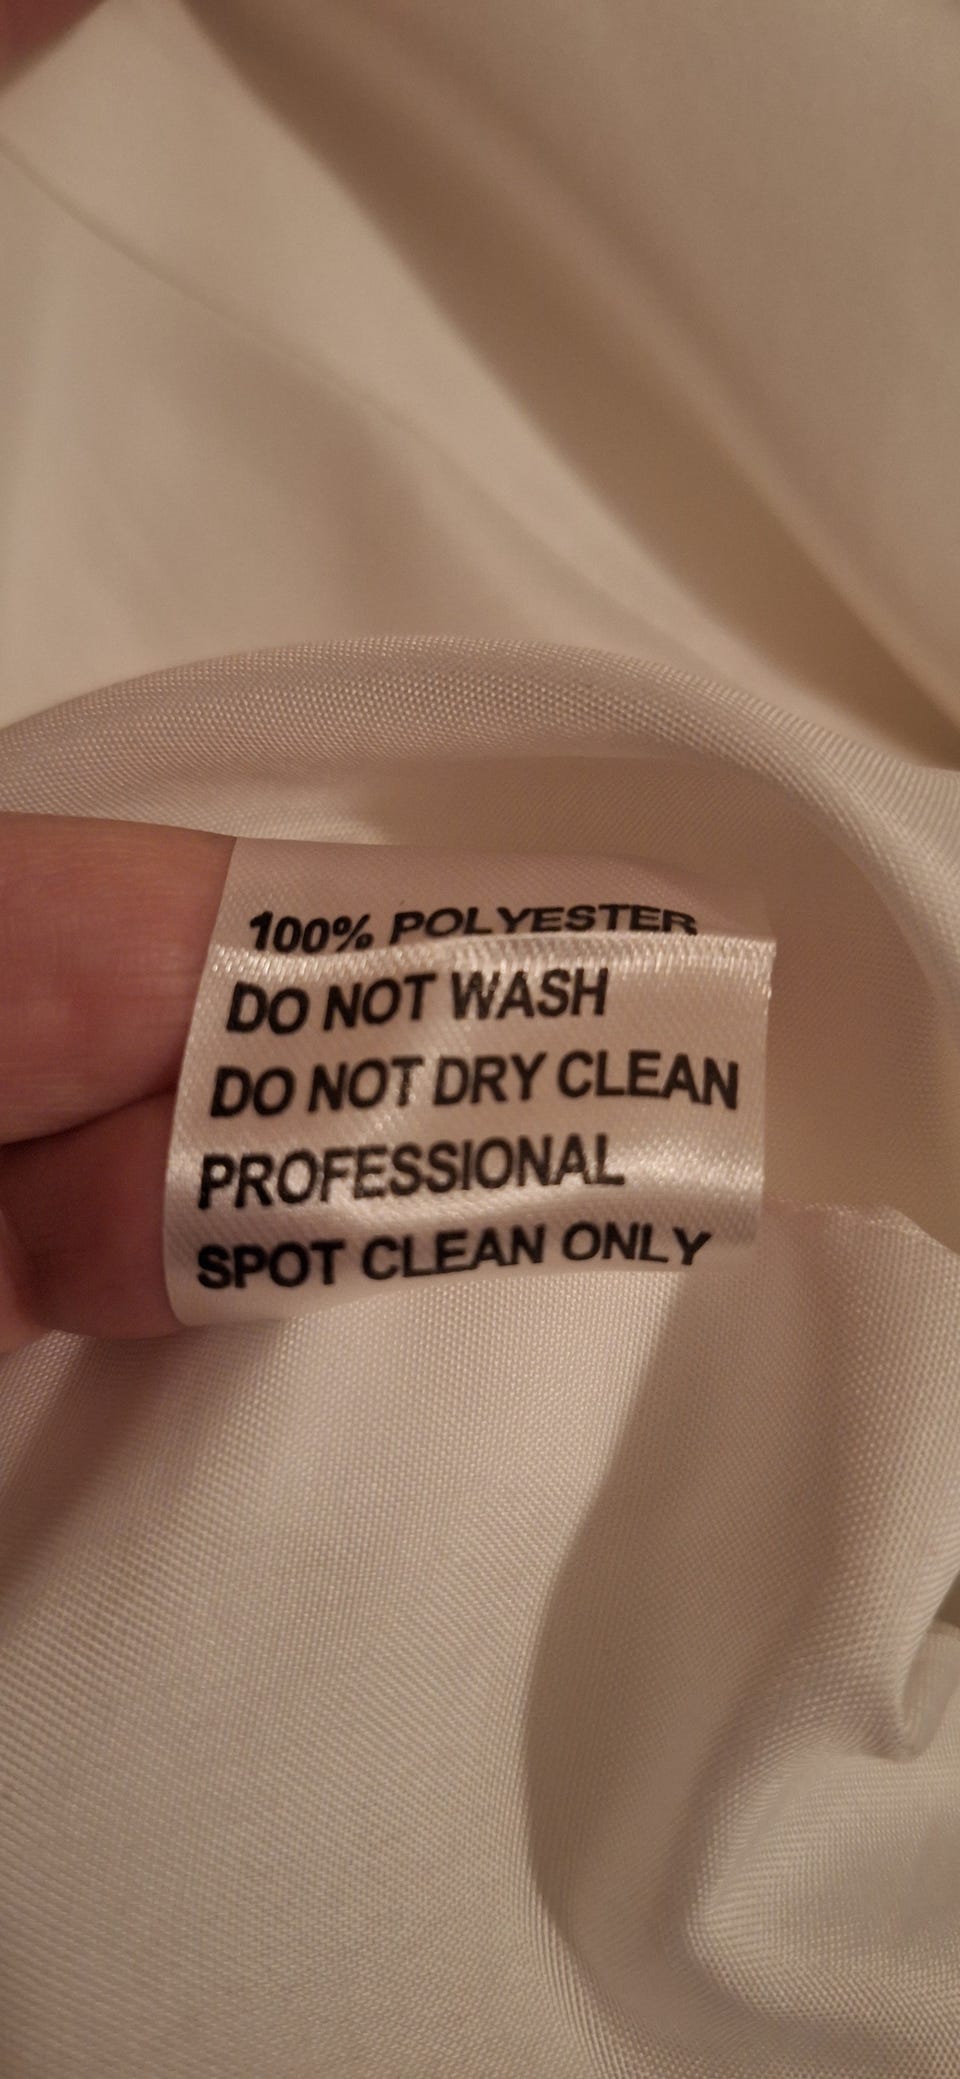 100% POLYESTER
DO NOT WASH
DO NOT DRY CLEAN
PROFESSIONAL
SPOT CLEAN ONLY